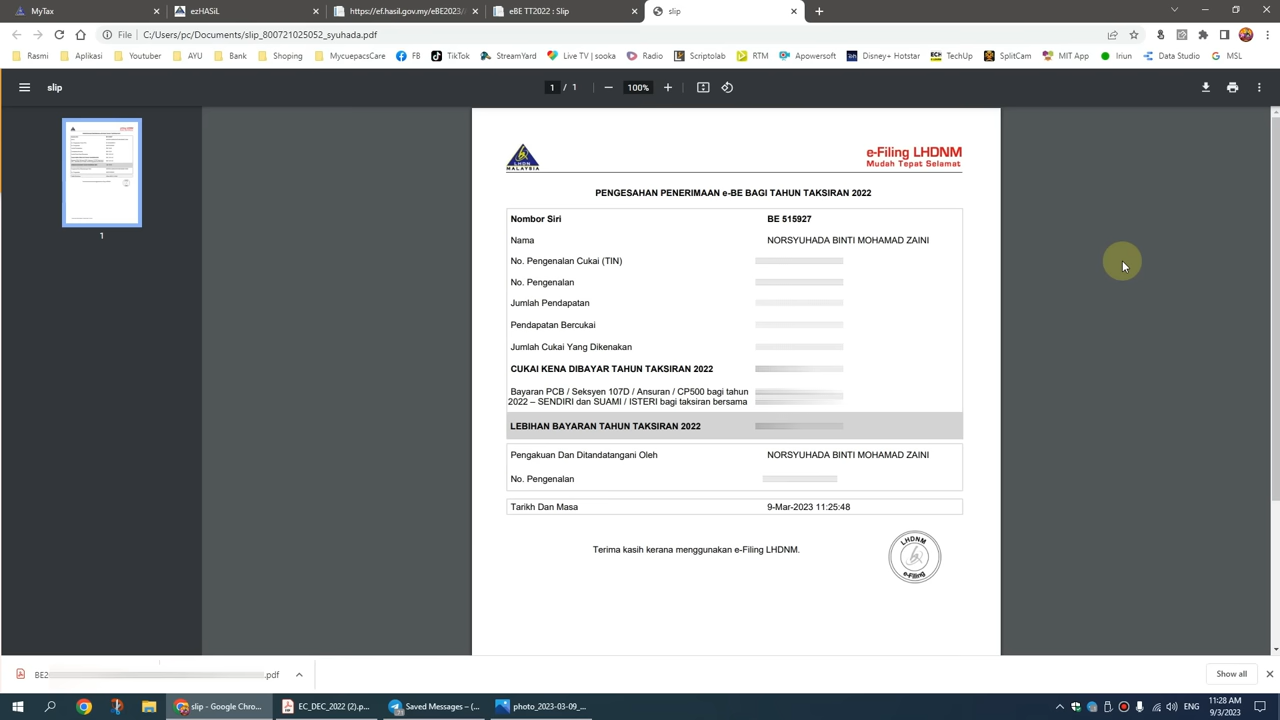 MyTax
ezHASiL
https://ef.hasil.gov.my/eBE2023/
eBE TT2022 : Slip
slip
File
C:/Users/pc/Documents/slip_800721025052_syuhada.pdf
Rasmi
Aplikasi
Youtuber
AYU
Bank
Shoping
MycuepacsCare
FB
TikTok
StreamYard
Live TV | sooka
Radio
Scriptolab
RTM
Apowersoft
Disney+ Hotstar
TechUp
SplitCam
MIT App
Iriun
Data Studio
MSL
slip
1 / 1
100%
1
LHDN
MALAYSIA
e-Filing LHDNM
Mudah Tepat Selamat
PENGESAHAN PENERIMAAN e-BE BAGI TAHUN TAKSIRAN 2022
Nombor Siri BE 515927
Nama NORSYUHADA BINTI MOHAMAD ZAINI
No. Pengenalan Cukai (TIN)
No. Pengenalan
Jumlah Pendapatan
Pendapatan Bercukai
Jumlah Cukai Yang Dikenakan
CUKAI KENA DIBAYAR TAHUN TAKSIRAN 2022
Bayaran PCB / Seksyen 107D / Ansuran / CP500 bagi tahun
2022 – SENDIRI dan SUAMI / ISTERI bagi taksiran bersama
LEBIHAN BAYARAN TAHUN TAKSIRAN 2022
Pengakuan Dan Ditandatangani Oleh NORSYUHADA BINTI MOHAMAD ZAINI
No. Pengenalan
Tarikh Dan Masa 9-Mar-2023 11:25:48
Terima kasih kerana menggunakan e-Filing LHDNM.
LHDNM
e-Filing
BE2
.pdf
Show all
slip - Google Chro...
EC_DEC_2022 (2).p...
Saved Messages – (...
photo_2023-03-09_...
ENG
11:28 AM
9/3/2023